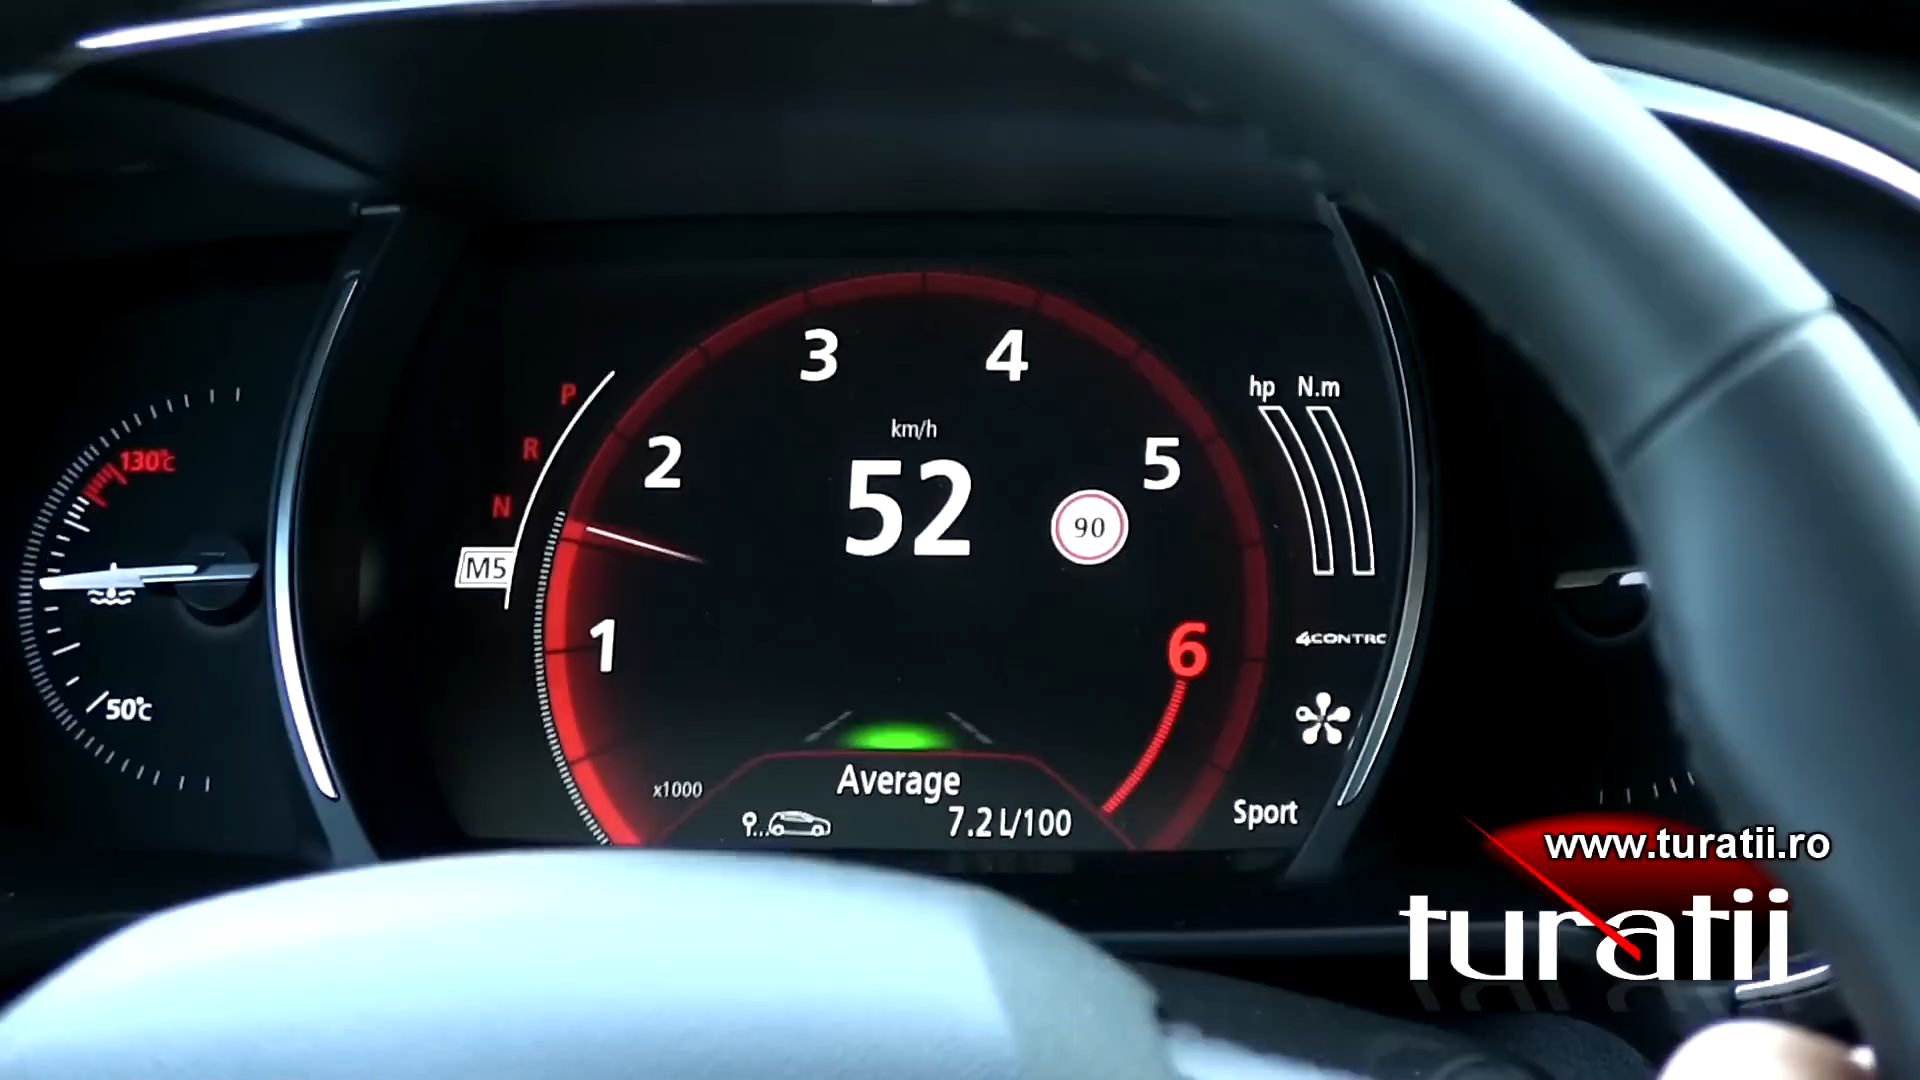 3 4
hp N.m
P
km/h
R
2
52
5
N
90
130°c
M5
1
4CONTRC
6
50°c
Average
x1000
7.2 L/100
Sport
www.turatii.ro
turatii